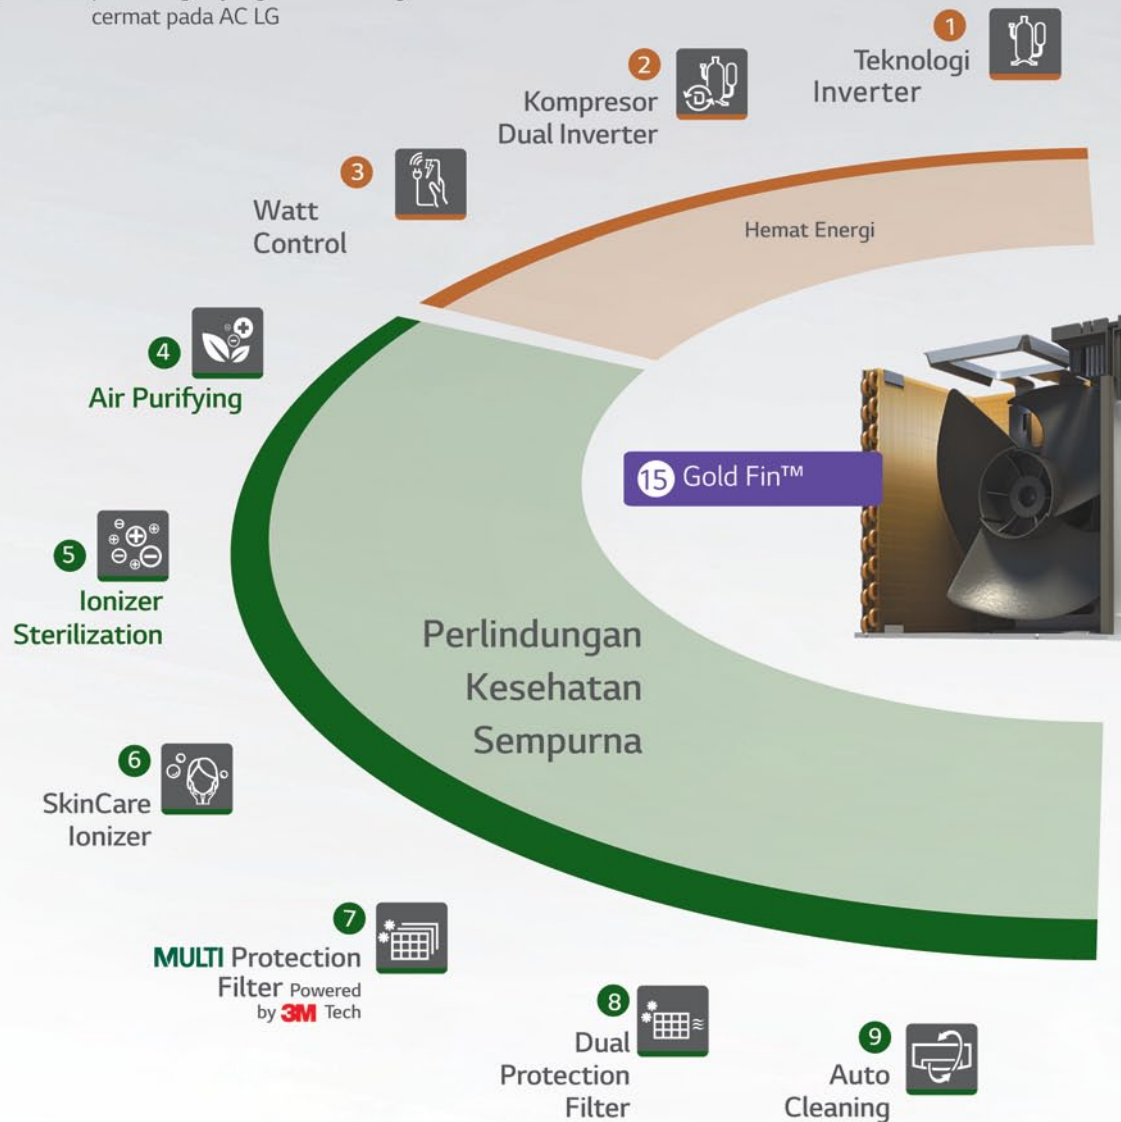 cermat pada AC LG
1
Teknologi
Inverter
2
Kompresor
Dual Inverter
3
Watt
Control
Hemat Energi
4
Air Purifying
15 Gold Fin™
5
Ionizer
Sterilization
Perlindungan
Kesehatan
Sempurna
6
SkinCare
Ionizer
7
MULTI Protection
Filter Powered
by 3M Tech
8
Dual
Protection
Filter
9
Auto
Cleaning